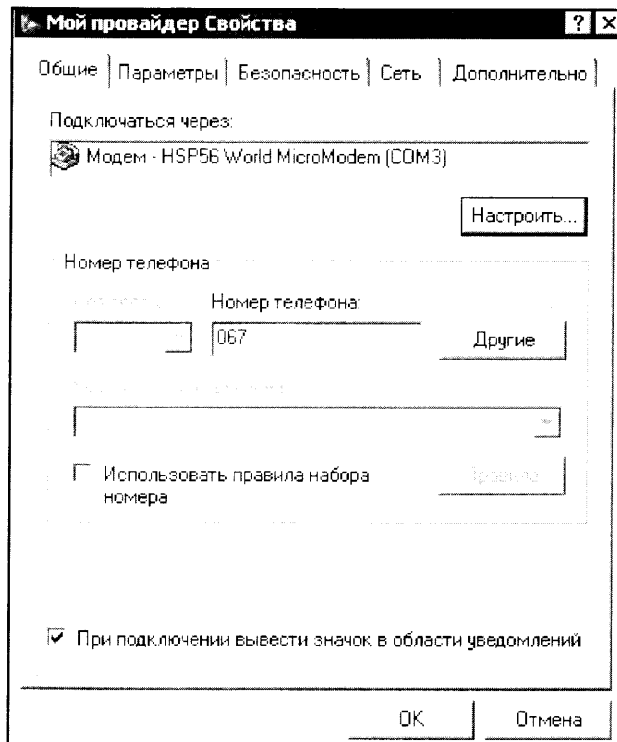 Мой провайдер Свойства
Общие Параметры Безопасность Сеть Дополнительно
Подключаться через:
Модем - HSP56 World MicroModem (COM3)
Настроить...
Номер телефона
Номер телефона:
067
Другие
Использовать правила набора
номера
При подключении вывести значок в области уведомлений
OK Отмена